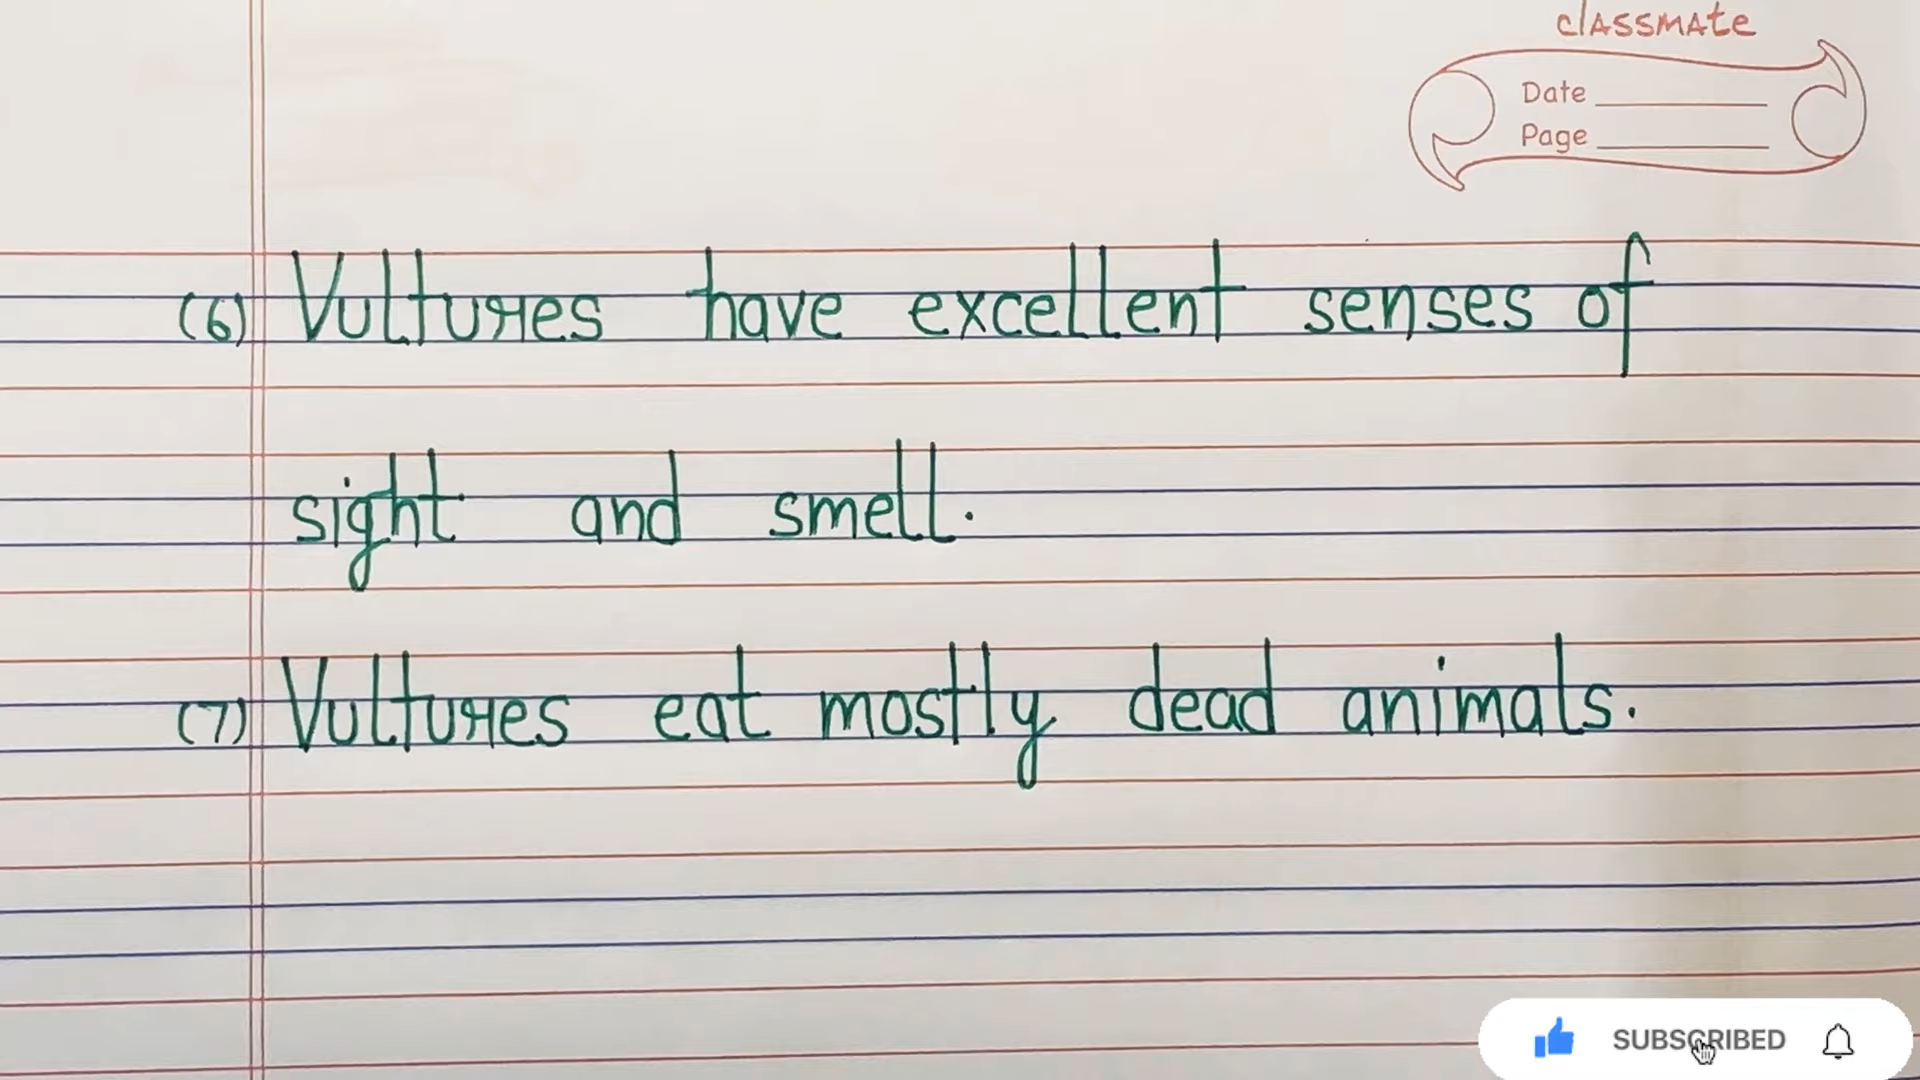 classmate
Date
Page
(6) Vultures have excellent senses of
sight and smell.
(7) Vultures eat mostly dead animals.
SUBSCRIBED